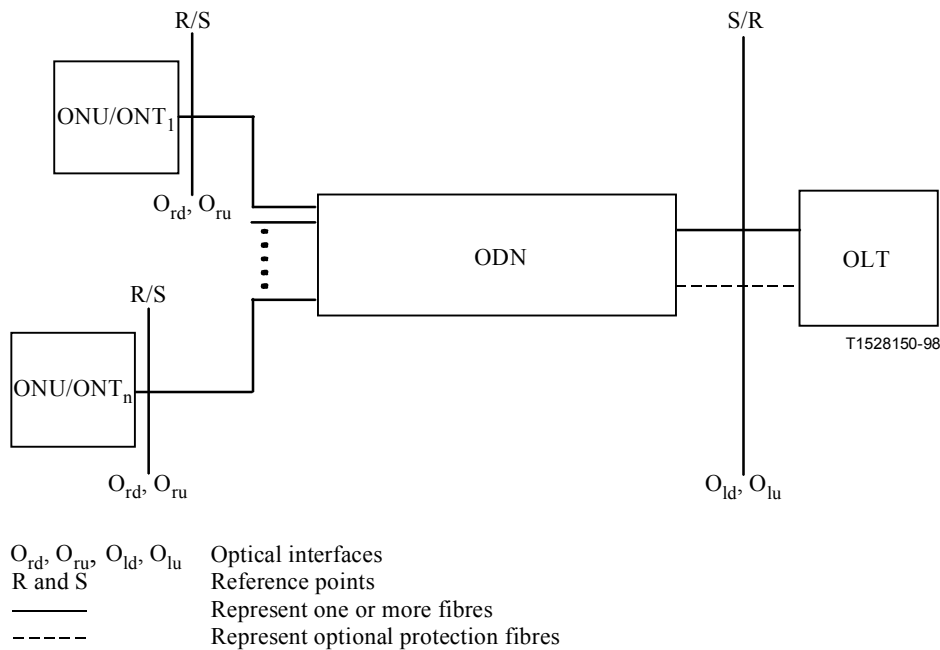 R/S
S/R
ONU/ONT1
Ord, Oru
ODN
OLT
R/S
T1528150-98
ONU/ONTn
Ord, Oru
Old, Olu
Ord, Oru, Old, Olu Optical interfaces
R and S Reference points
Represent one or more fibres
Represent optional protection fibres